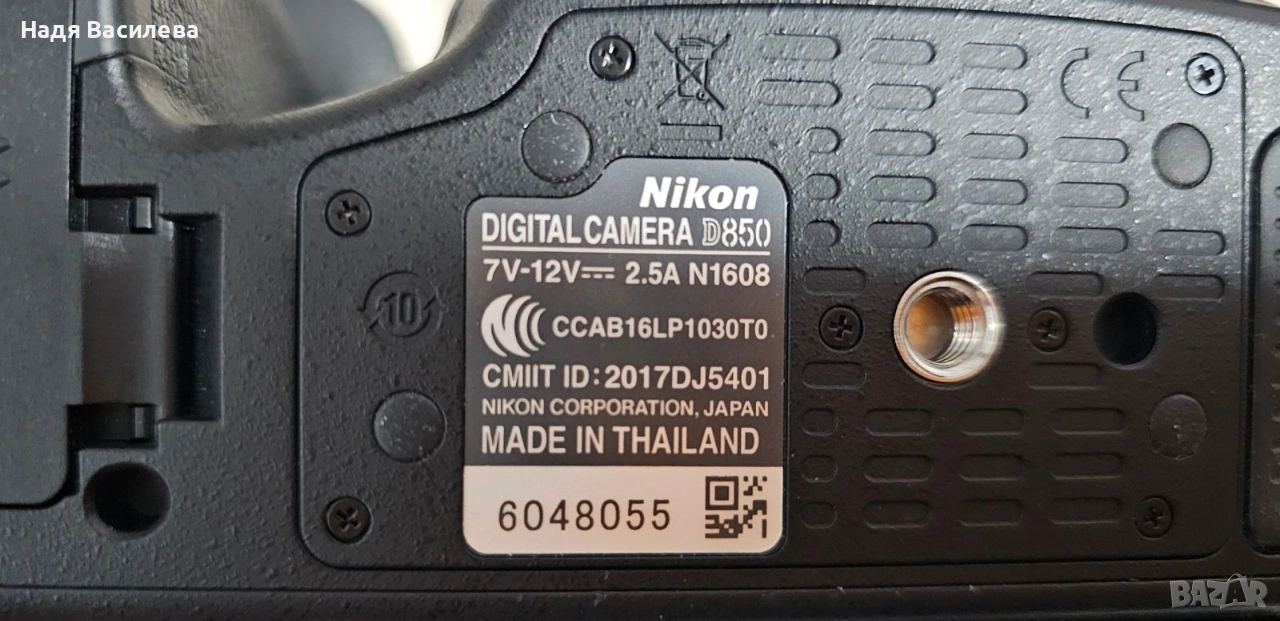 Надя Василева
CE
Nikon
DIGITAL CAMERA D850
7V-12V⎓ 2.5A N1608
10
CCAB16LP1030T0
CMIIT ID:2017DJ5401
NIKON CORPORATION, JAPAN
MADE IN THAILAND
6048055
BAZAR